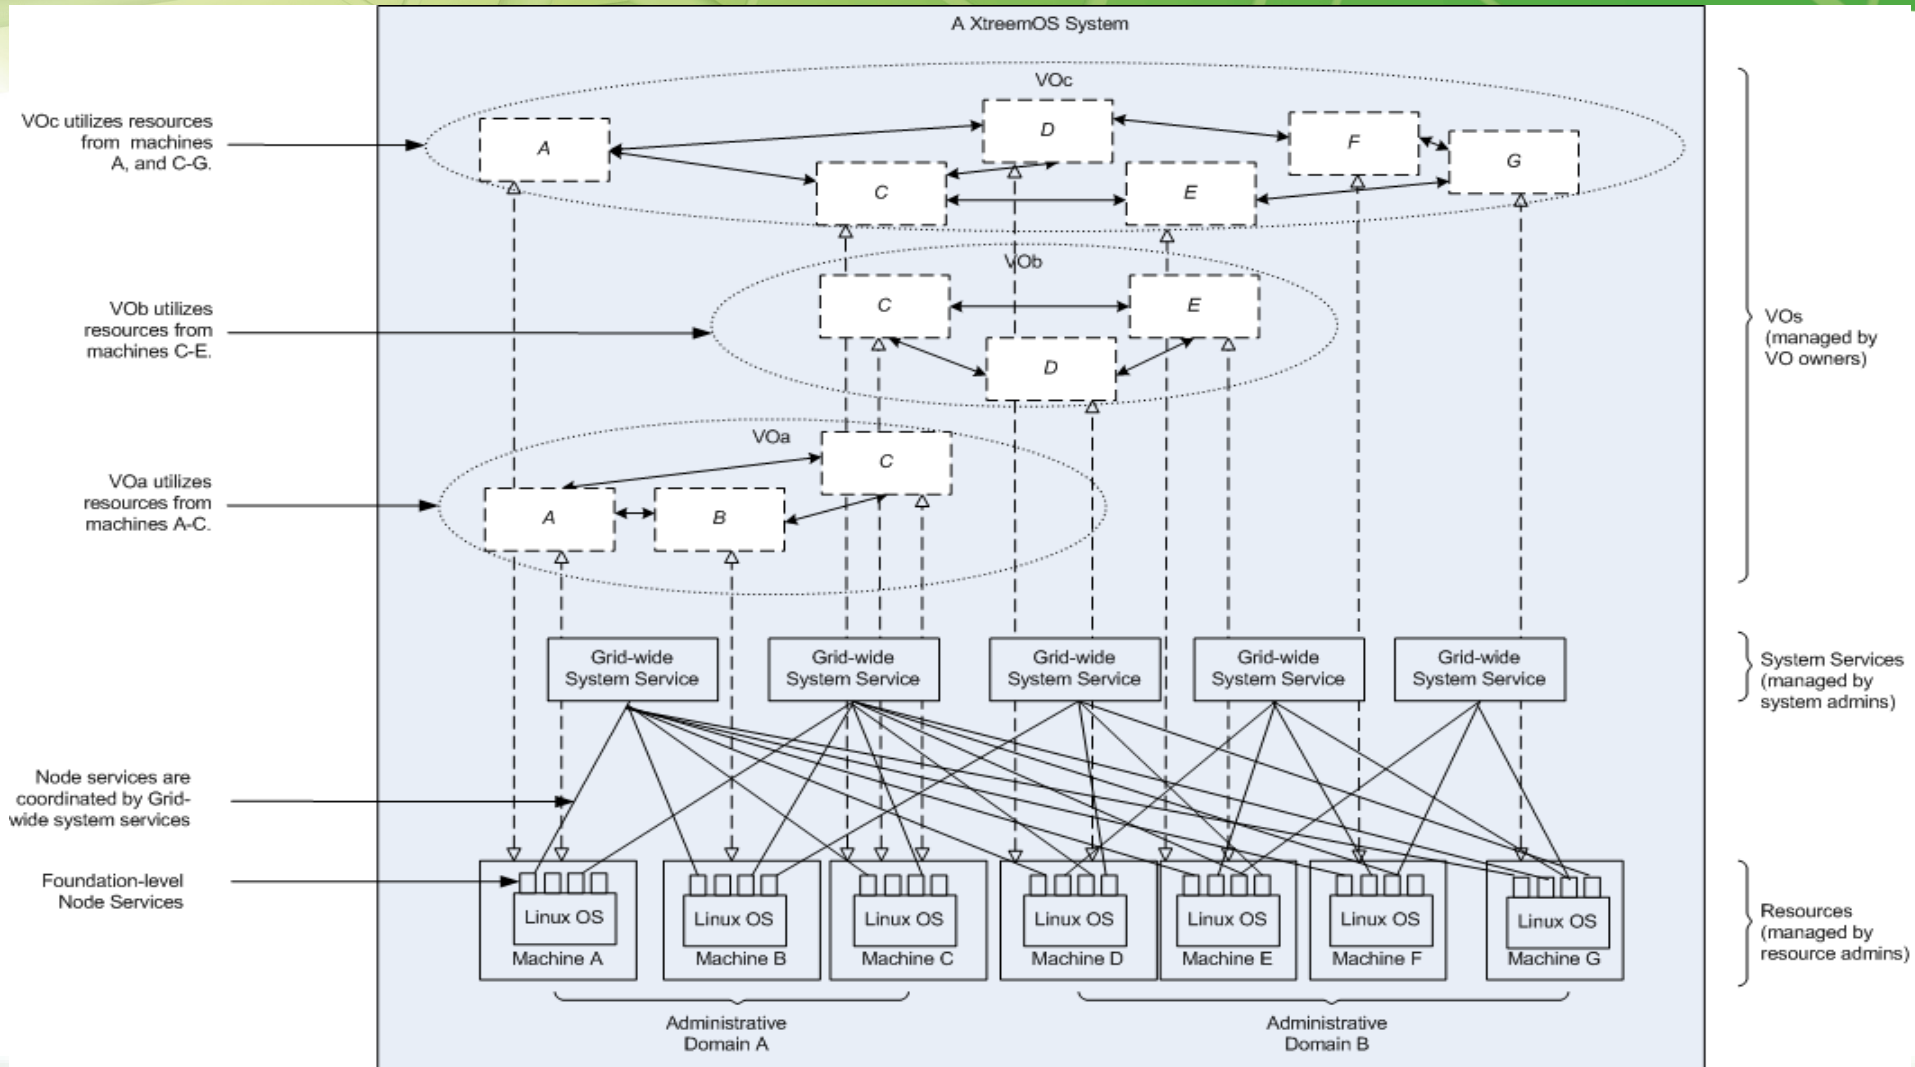 A XtreemOS System
VOc
VOc utilizes resources
from machines
A, and C-G.
A
D
F
G
C
E
VOb
VOb utilizes
resources from
machines C-E.
C
E
D
VOs
(managed by
VO owners)
VOa
VOa utilizes
resources from
machines A-C.
C
A
B
Grid-wide
System Service
Grid-wide
System Service
Grid-wide
System Service
Grid-wide
System Service
Grid-wide
System Service
System Services
(managed by
system admins)
Node services are
coordinated by Grid-
wide system services
Foundation-level
Node Services
Linux OS
Machine A
Linux OS
Machine B
Linux OS
Machine C
Linux OS
Machine D
Linux OS
Machine E
Linux OS
Machine F
Linux OS
Machine G
Resources
(managed by
resource admins)
Administrative
Domain A
Administrative
Domain B